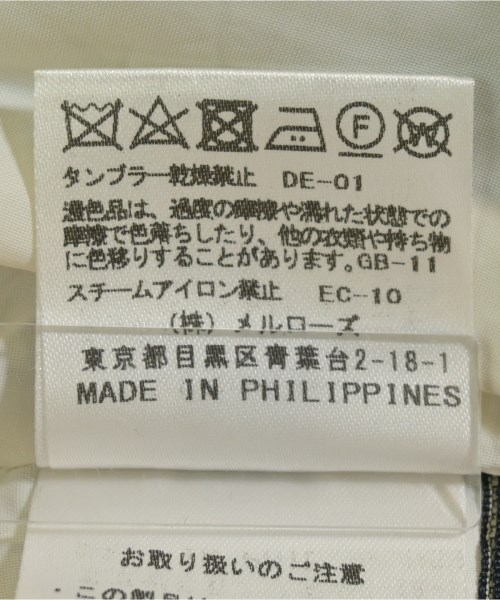 F
W
タンブラー乾燥禁止 DE-01
濃色品は、過度の摩擦や濡れた状態での
摩擦で色落ちしたり、他の衣類や持ち物
に色移りすることがあります。GB-11
スチームアイロン禁止 EC-10
(株) メルローズ
東京都目黒区青葉台2-18-1
MADE IN PHILIPPINES
お取り扱いのご注意
・この製品は